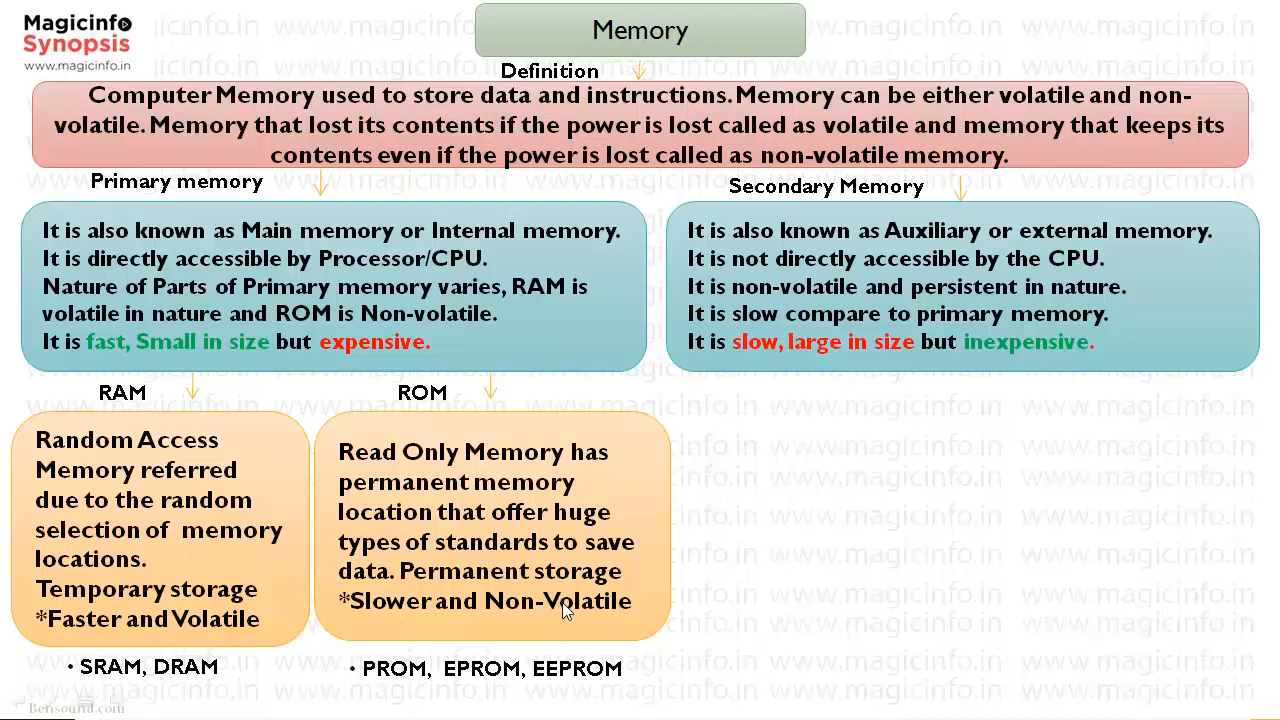 Magicinfo
Synopsis
www.magicinfo.in
Memory
Definition
Computer Memory used to store data and instructions. Memory can be either volatile and non-
volatile. Memory that lost its contents if the power is lost called as volatile and memory that keeps its
contents even if the power is lost called as non-volatile memory.
Primary memory
It is also known as Main memory or Internal memory.
It is directly accessible by Processor/CPU.
Nature of Parts of Primary memory varies, RAM is
volatile in nature and ROM is Non-volatile.
It is fast, Small in size but expensive.
Secondary Memory
It is also known as Auxiliary or external memory.
It is not directly accessible by the CPU.
It is non-volatile and persistent in nature.
It is slow compare to primary memory.
It is slow, large in size but inexpensive.
RAM
Random Access
Memory referred
due to the random
selection of memory
locations.
Temporary storage
*Faster and Volatile
• SRAM, DRAM
ROM
Read Only Memory has
permanent memory
location that offer huge
types of standards to save
data. Permanent storage
*Slower and Non-Volatile
• PROM, EPROM, EEPROM
Bensound.com